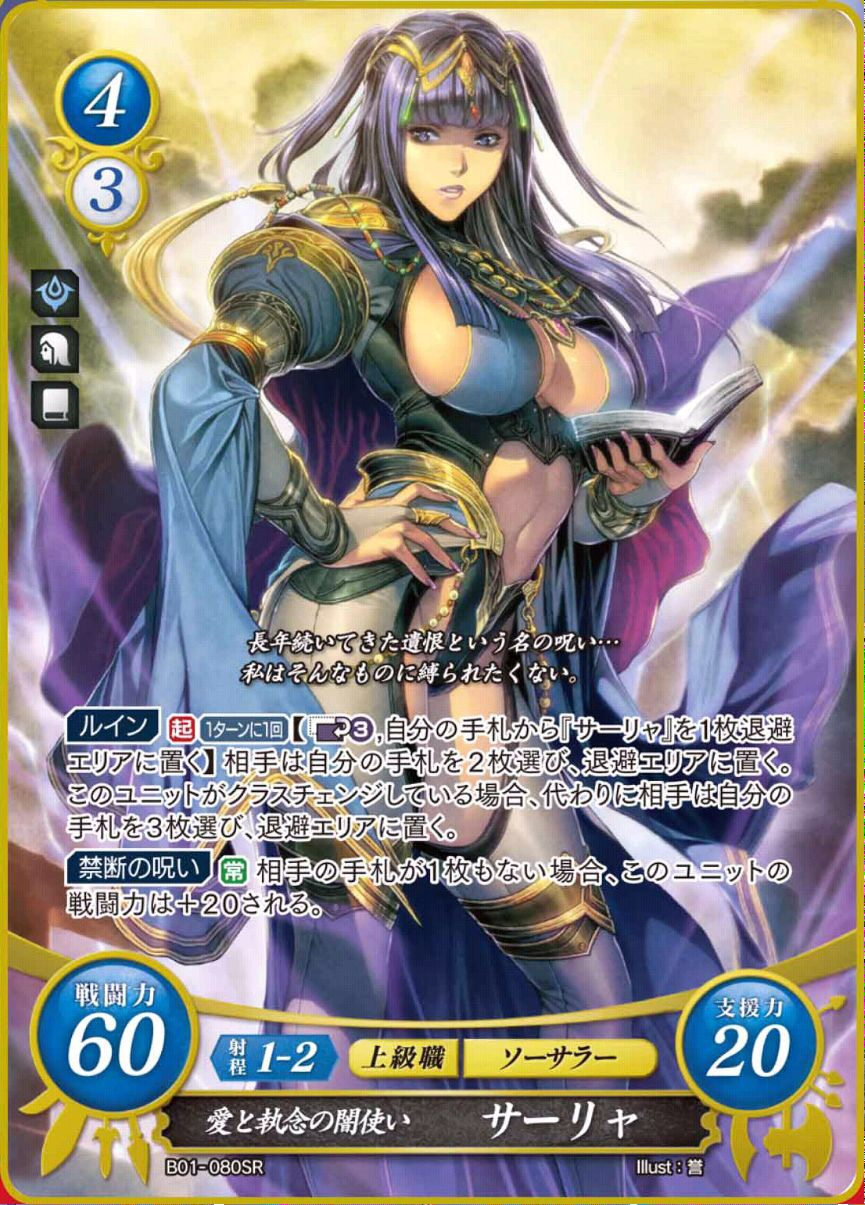 4
3
長年続いてきた遺恨という名の呪い…
私はそんなものに縛られたくない。
ルイン 起 1ターンに1回【 3,自分の手札から『サーリャ』を1枚退避
エリアに置く】相手は自分の手札を2枚選び、退避エリアに置く。
このユニットがクラスチェンジしている場合、代わりに相手は自分の
手札を3枚選び、退避エリアに置く。
禁断の呪い 常 相手の手札が1枚もない場合、このユニットの
戦闘力は+20される。
戦闘力
60
射程 1-2
上級職
ソーサラー
支援力
20
愛と執念の闇使い サーリャ
B01-080SR
Illust:誉